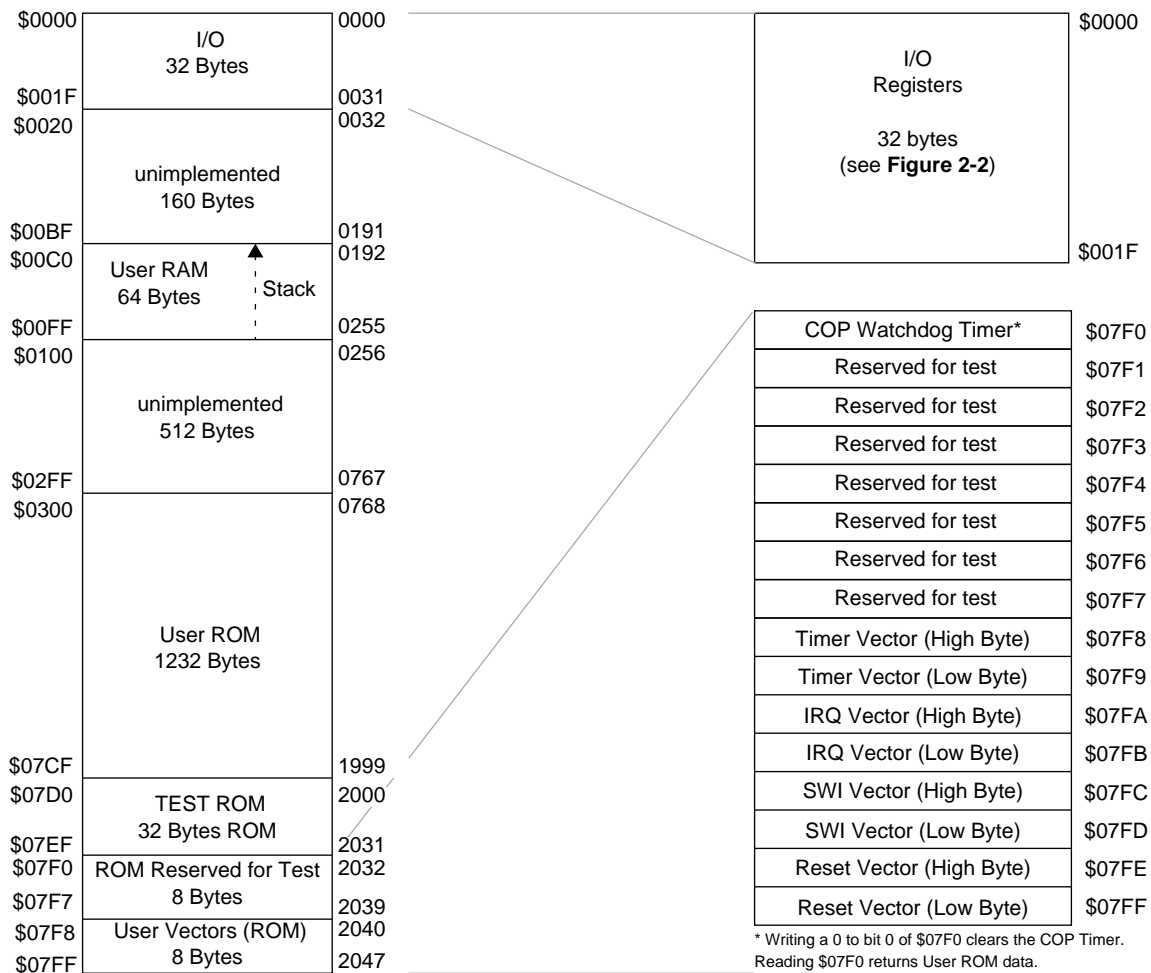 $0000
0000
I/O
32 Bytes
$001F
0031
$0020
0032
unimplemented
160 Bytes
$00BF
0191
$00C0
0192
User RAM
64 Bytes
Stack
$00FF
0255
$0100
0256
unimplemented
512 Bytes
$02FF
0767
$0300
0768
User ROM
1232 Bytes
$07CF
1999
$07D0
2000
TEST ROM
32 Bytes ROM
$07EF
2031
$07F0
2032
ROM Reserved for Test
8 Bytes
$07F7
2039
$07F8
2040
User Vectors (ROM)
8 Bytes
$07FF
2047
$0000
I/O
Registers
32 bytes
(see Figure 2-2)
$001F
COP Watchdog Timer* $07F0
Reserved for test $07F1
Reserved for test $07F2
Reserved for test $07F3
Reserved for test $07F4
Reserved for test $07F5
Reserved for test $07F6
Reserved for test $07F7
Timer Vector (High Byte) $07F8
Timer Vector (Low Byte) $07F9
IRQ Vector (High Byte) $07FA
IRQ Vector (Low Byte) $07FB
SWI Vector (High Byte) $07FC
SWI Vector (Low Byte) $07FD
Reset Vector (High Byte) $07FE
Reset Vector (Low Byte) $07FF
* Writing a 0 to bit 0 of $07F0 clears the COP Timer.
Reading $07F0 returns User ROM data.